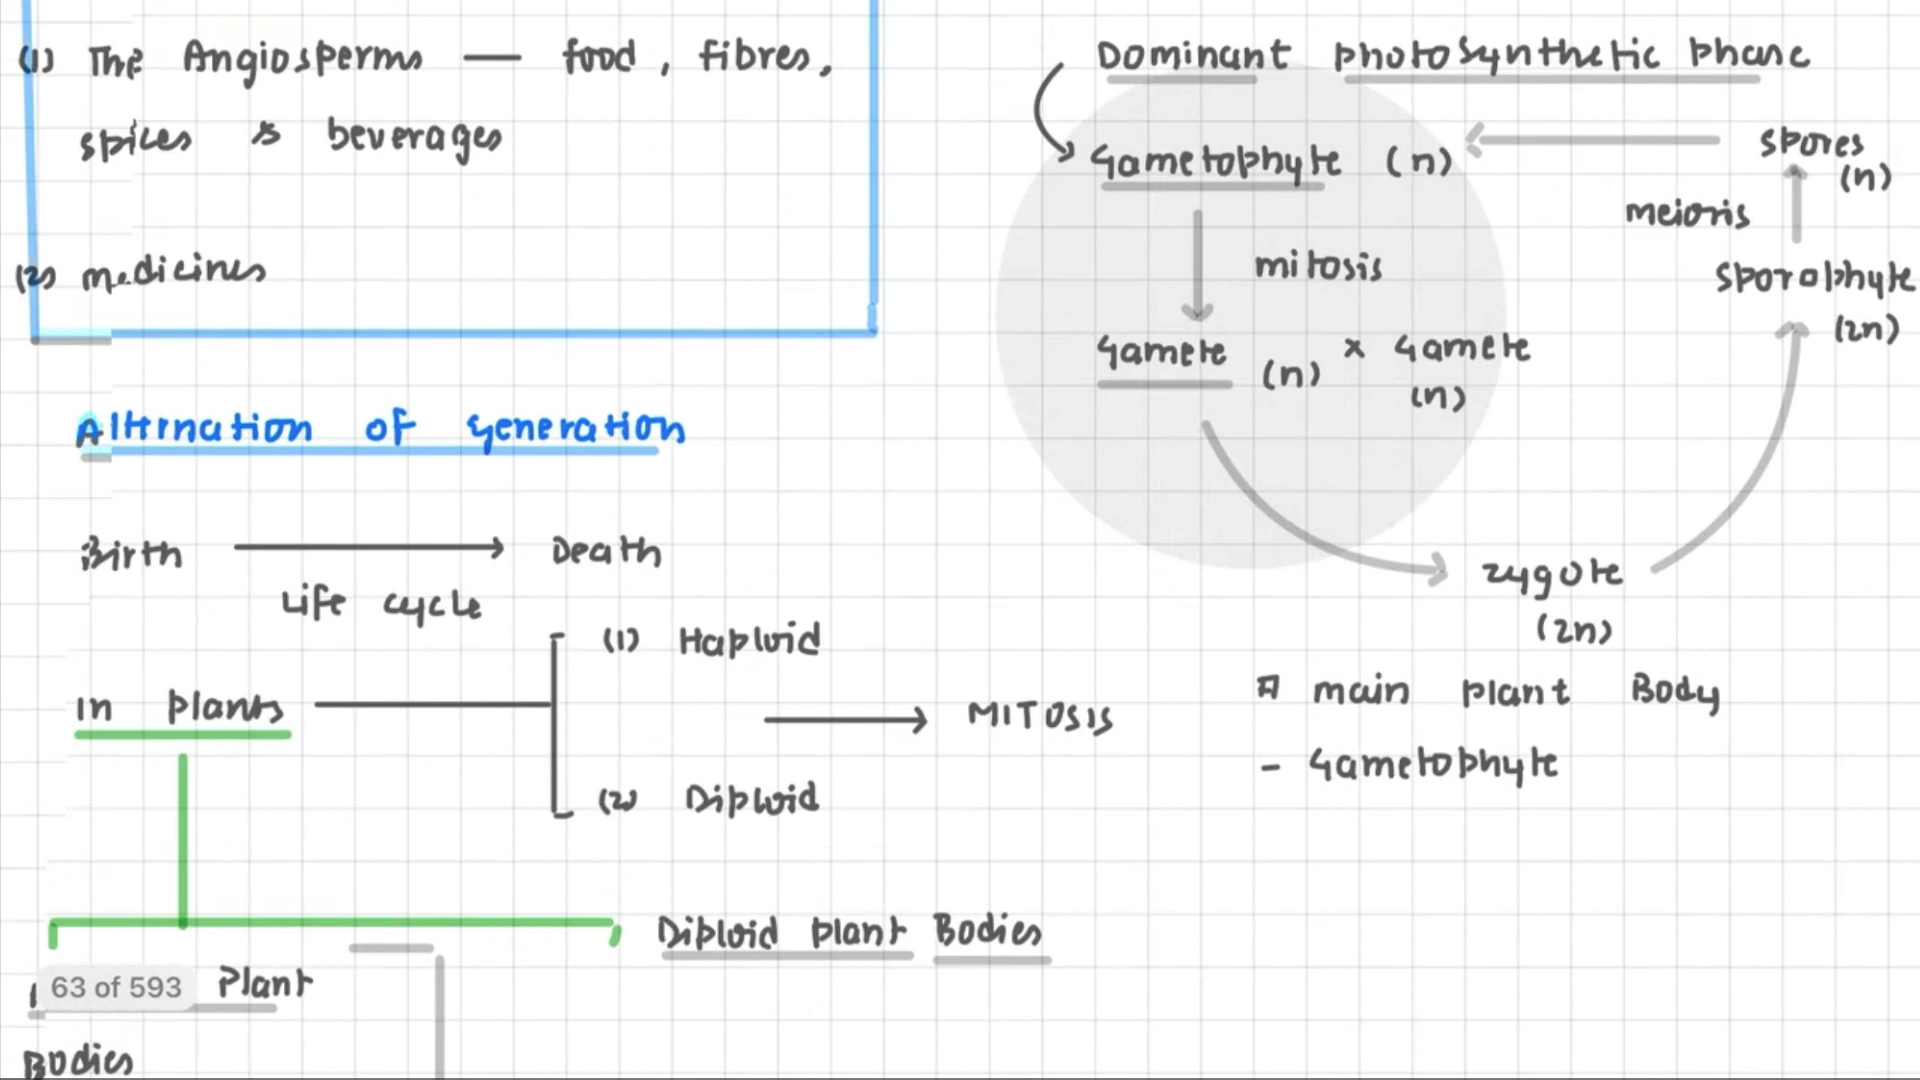 (1) The Angiosperms — food, fibres,
spices & beverages
(2) medicines
Alternation of generation
Birth → Death
Life cycle
In plants
(1) Haploid
(2) Diploid
→ MITOSIS
Diploid plant Bodies
Plant
Bodies
63 of 593
Dominant photosynthetic phase
Gametophyte (n)
spores
(n)
meiosis
mitosis
sporophyte
(2n)
Gamete (n) × Gamete
(n)
zygote
(2n)
# main plant Body
- Gametophyte